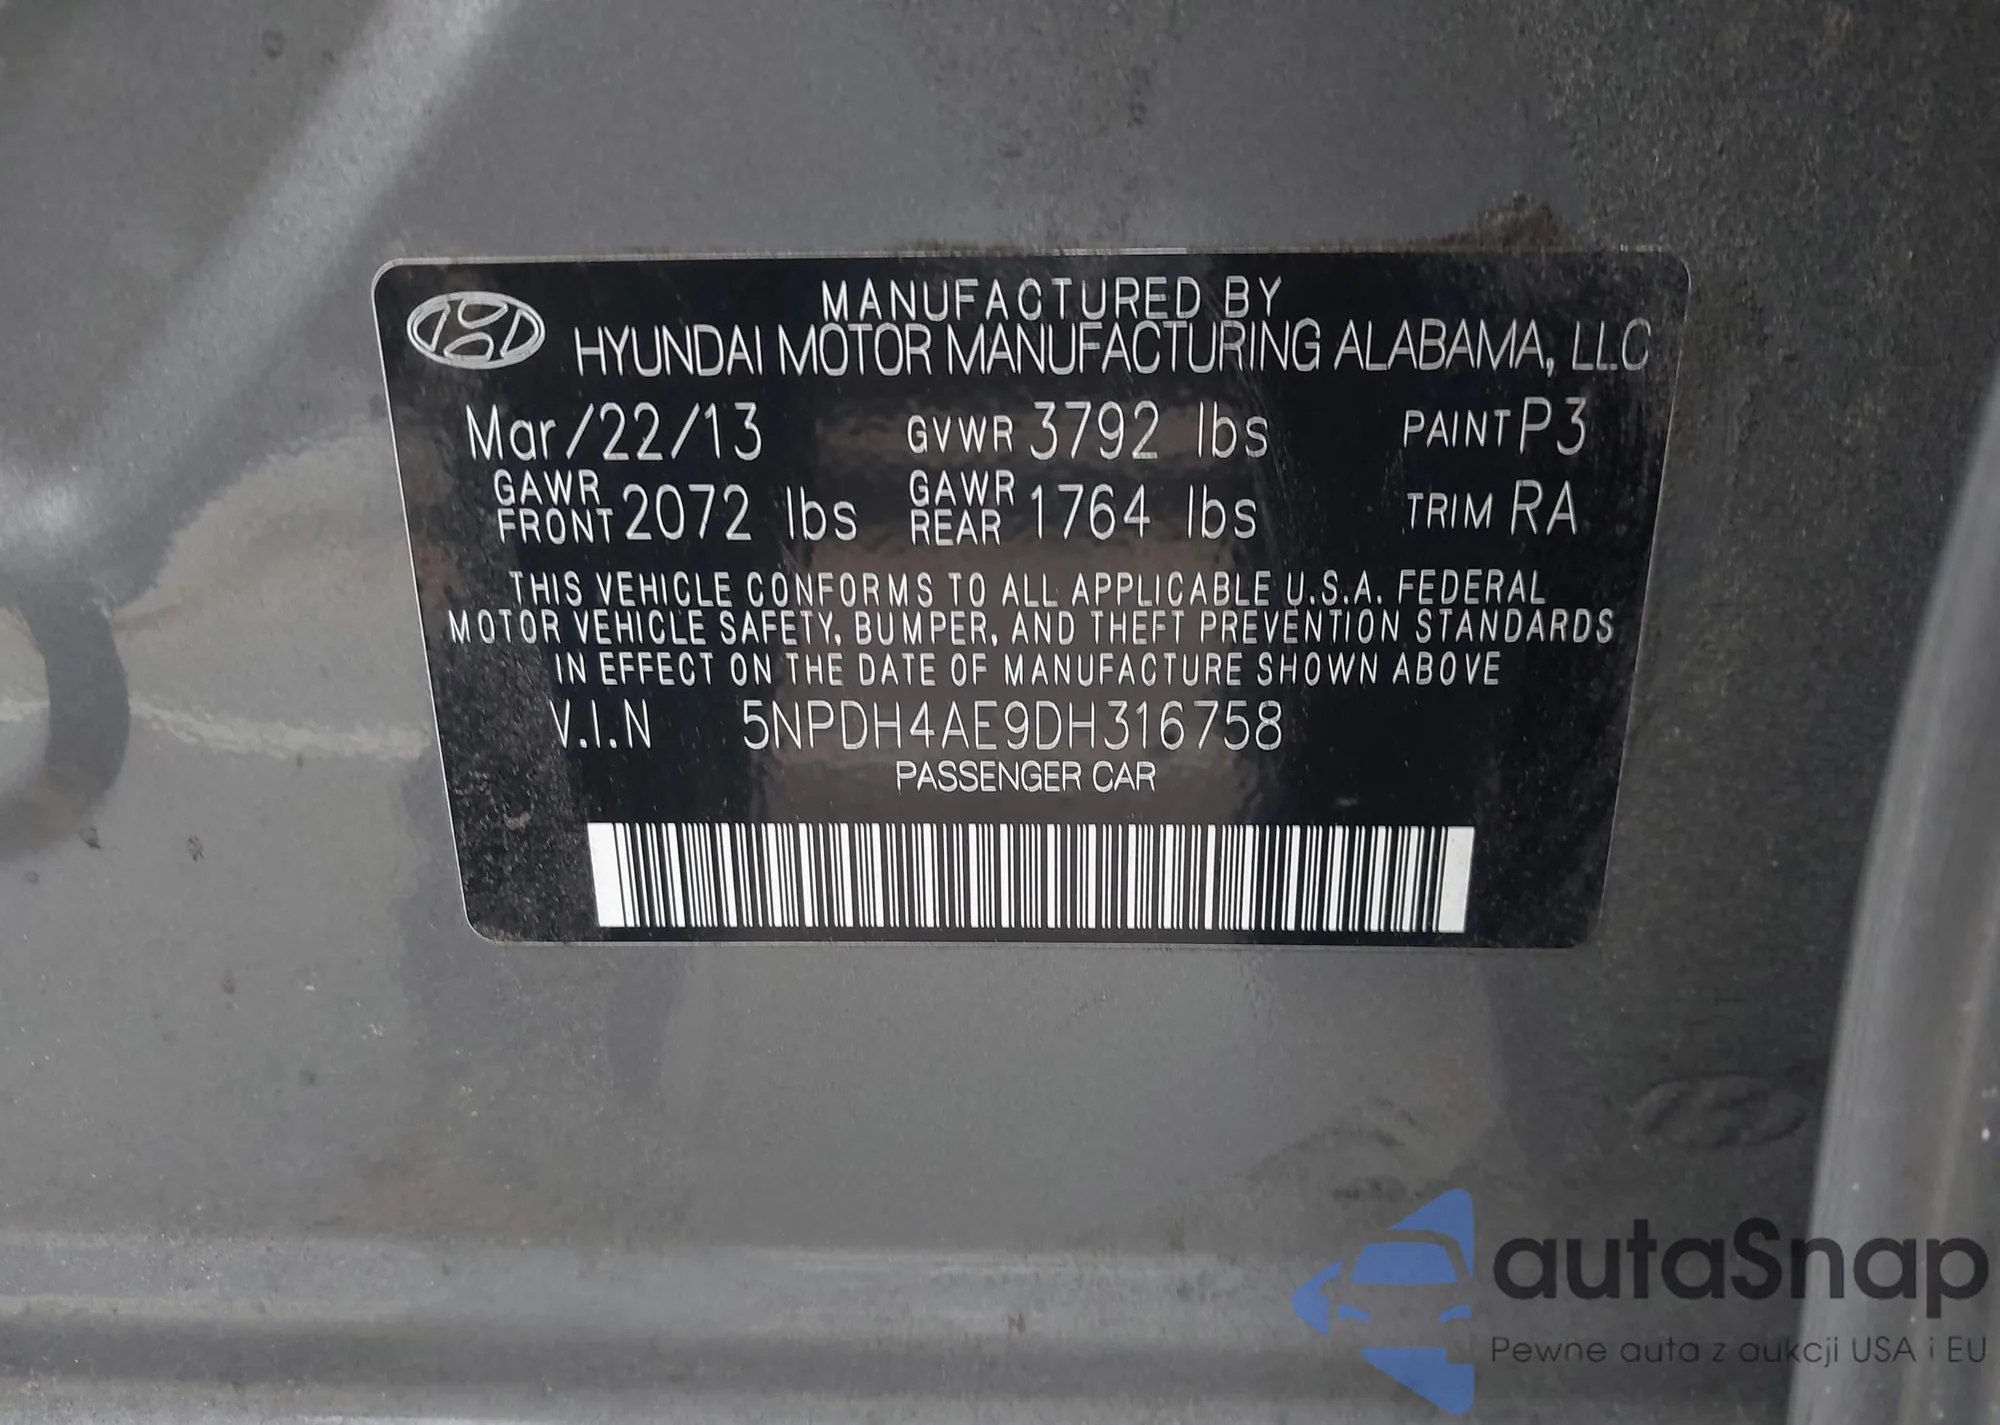 MANUFACTURED BY
HYUNDAI MOTOR MANUFACTURING ALABAMA, LLC
Mar/22/13 GVWR 3792 lbs PAINT P3
GAWR FRONT 2072 lbs GAWR REAR 1764 lbs TRIM RA
THIS VEHICLE CONFORMS TO ALL APPLICABLE U.S.A. FEDERAL
MOTOR VEHICLE SAFETY, BUMPER, AND THEFT PREVENTION STANDARDS
IN EFFECT ON THE DATE OF MANUFACTURE SHOWN ABOVE
V.I.N 5NPDH4AE9DH316758
PASSENGER CAR
autaSnap
Pewne auta z aukcji USA i EU